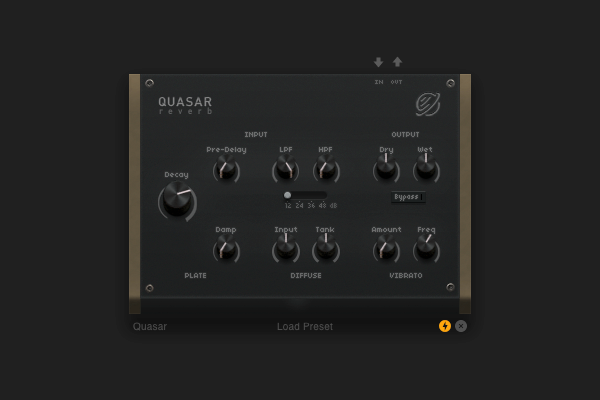 IN OUT
QUASAR
reverb
INPUT OUTPUT
Pre-Delay LPF HPF Dry Wet
Decay
Bypass
12 24 36 48 60
Damp Input Tank Amount Freq
PLATE DIFFUSE VIBRATO
Quasar Load Preset